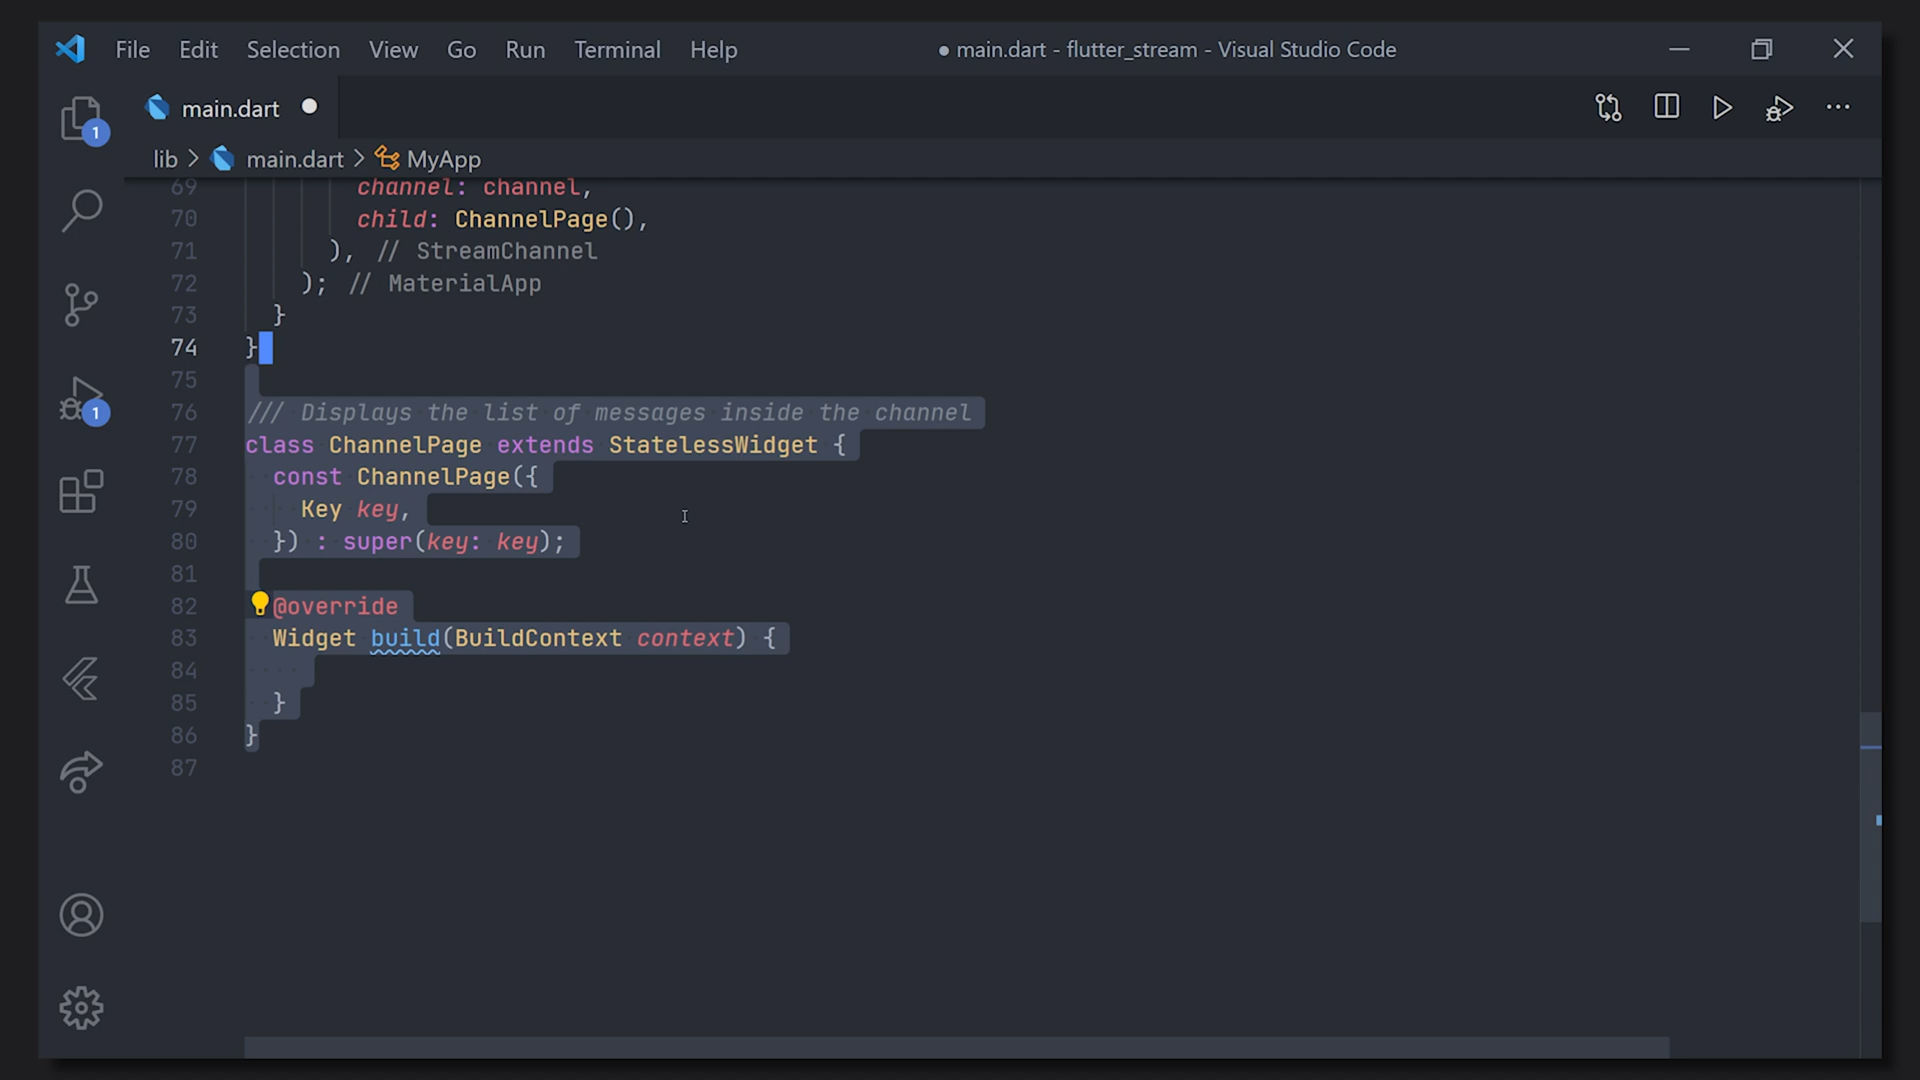 File Edit Selection View Go Run Terminal Help ● main.dart - flutter_stream - Visual Studio Code
main.dart
lib > main.dart > MyApp
69 channel: channel,
70 child: ChannelPage(),
71 ), // StreamChannel
72 ); // MaterialApp
73 }
74 }
75
76 /// Displays the list of messages inside the channel
77 class ChannelPage extends StatelessWidget {
78 const ChannelPage({
79 Key key,
80 }) : super(key: key);
81
82 @override
83 Widget build(BuildContext context) {
84
85 }
86 }
87
1
1